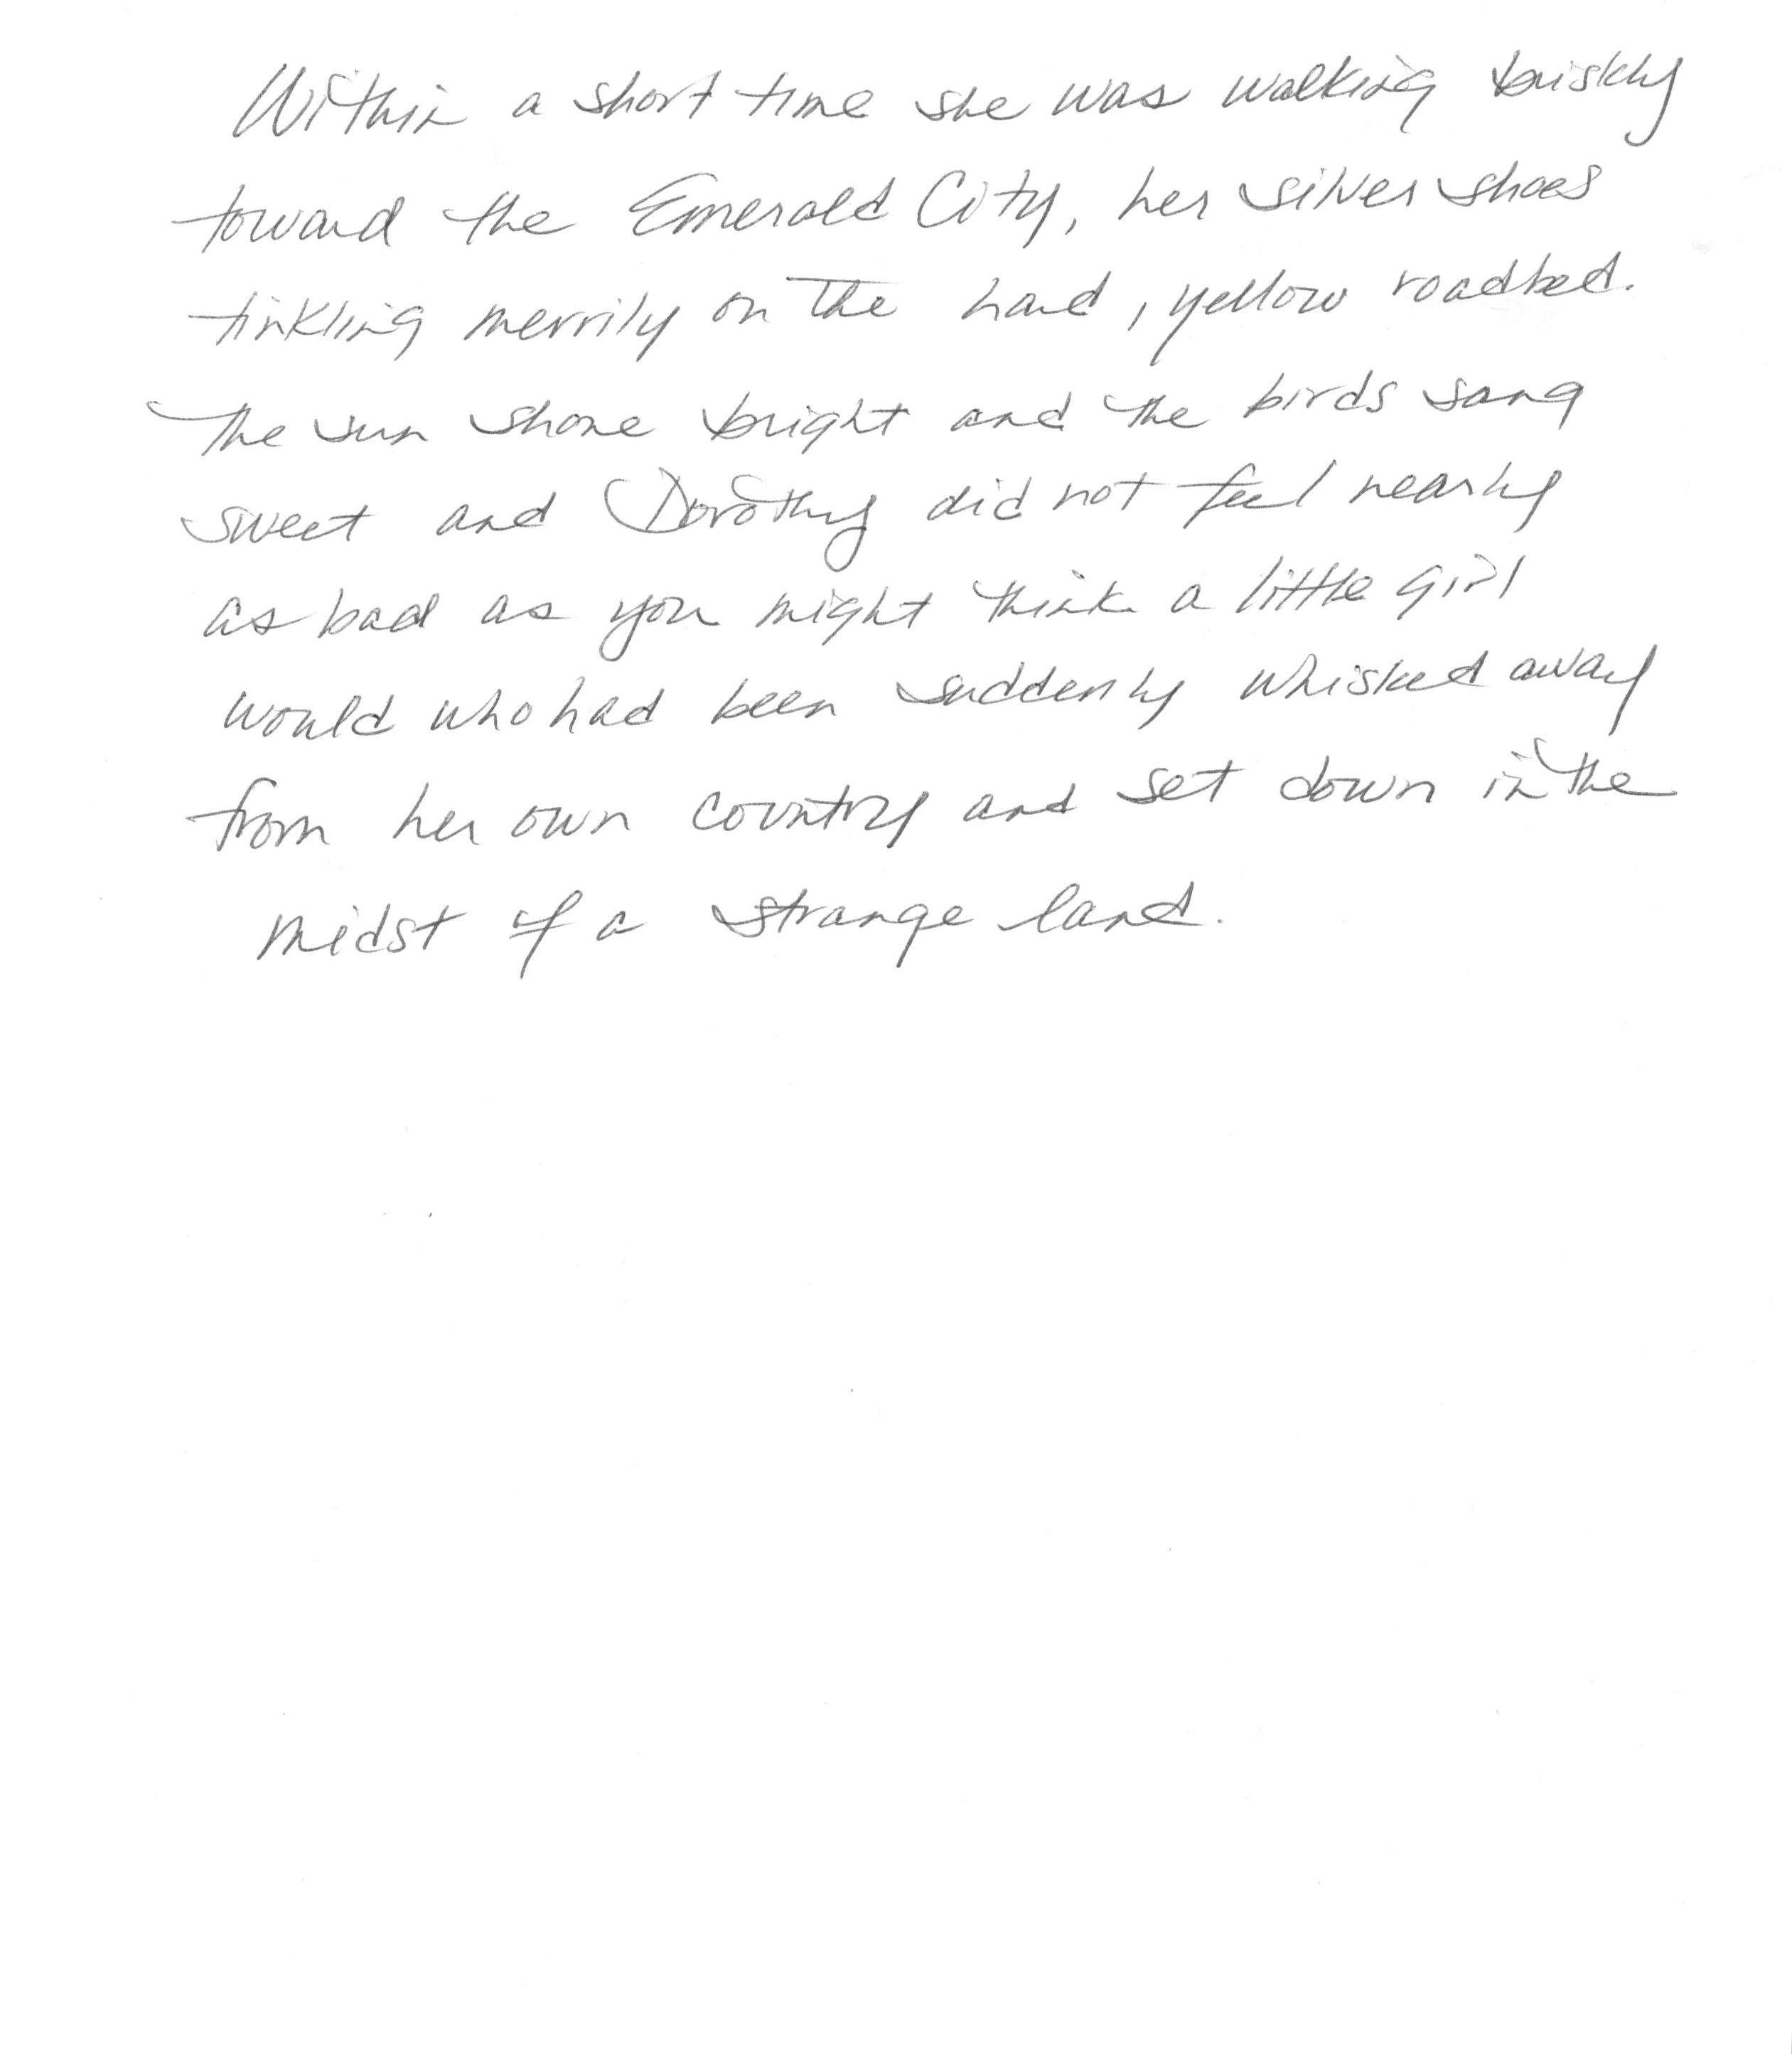 Within a short time she was walking briskly
toward the Emerald City, her silver shoes
tinkling merrily on the hard, yellow roadbed.
The sun shone bright and the birds sang
sweet and Dorothy did not feel nearly
as bad as you might think a little girl
would who had been suddenly whisked away
from her own country and set down in the
midst of a strange land.